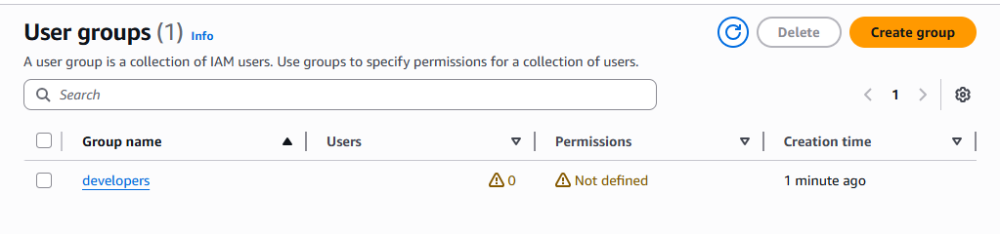 User groups (1) Info
Delete
Create group
A user group is a collection of IAM users. Use groups to specify permissions for a collection of users.
Search
1
Group name Users Permissions Creation time
developers 0 Not defined 1 minute ago